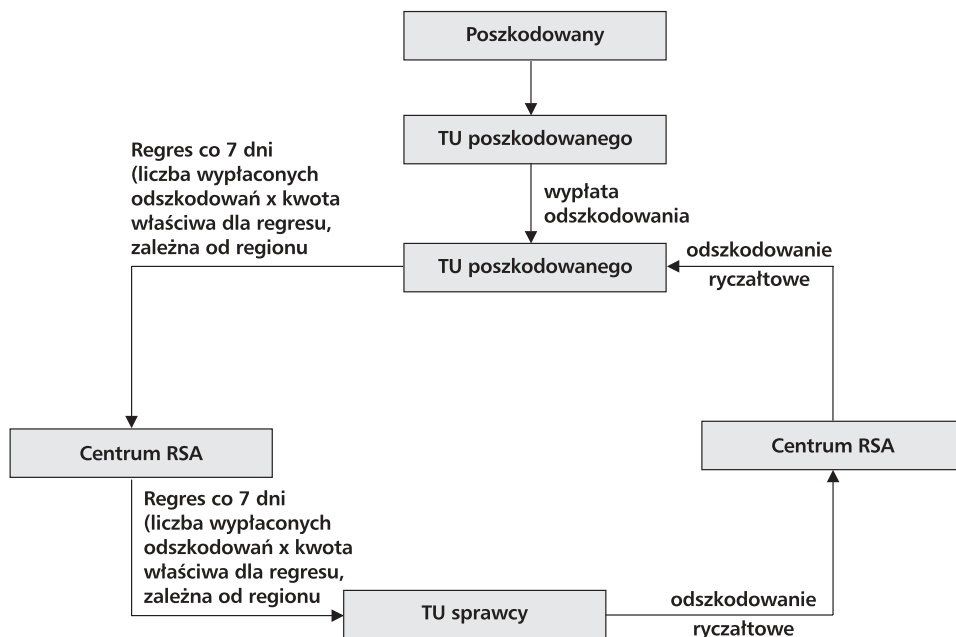 Poszkodowany
TU poszkodowanego
wypłata
odszkodowania
Regres co 7 dni
(liczba wypłaconych
odszkodowań x kwota
właściwa dla regresu,
zależna od regionu
TU poszkodowanego
odszkodowanie
ryczałtowe
Centrum RSA
Centrum RSA
Regres co 7 dni
(liczba wypłaconych
odszkodowań x kwota
właściwa dla regresu,
zależna od regionu
TU sprawcy
odszkodowanie
ryczałtowe